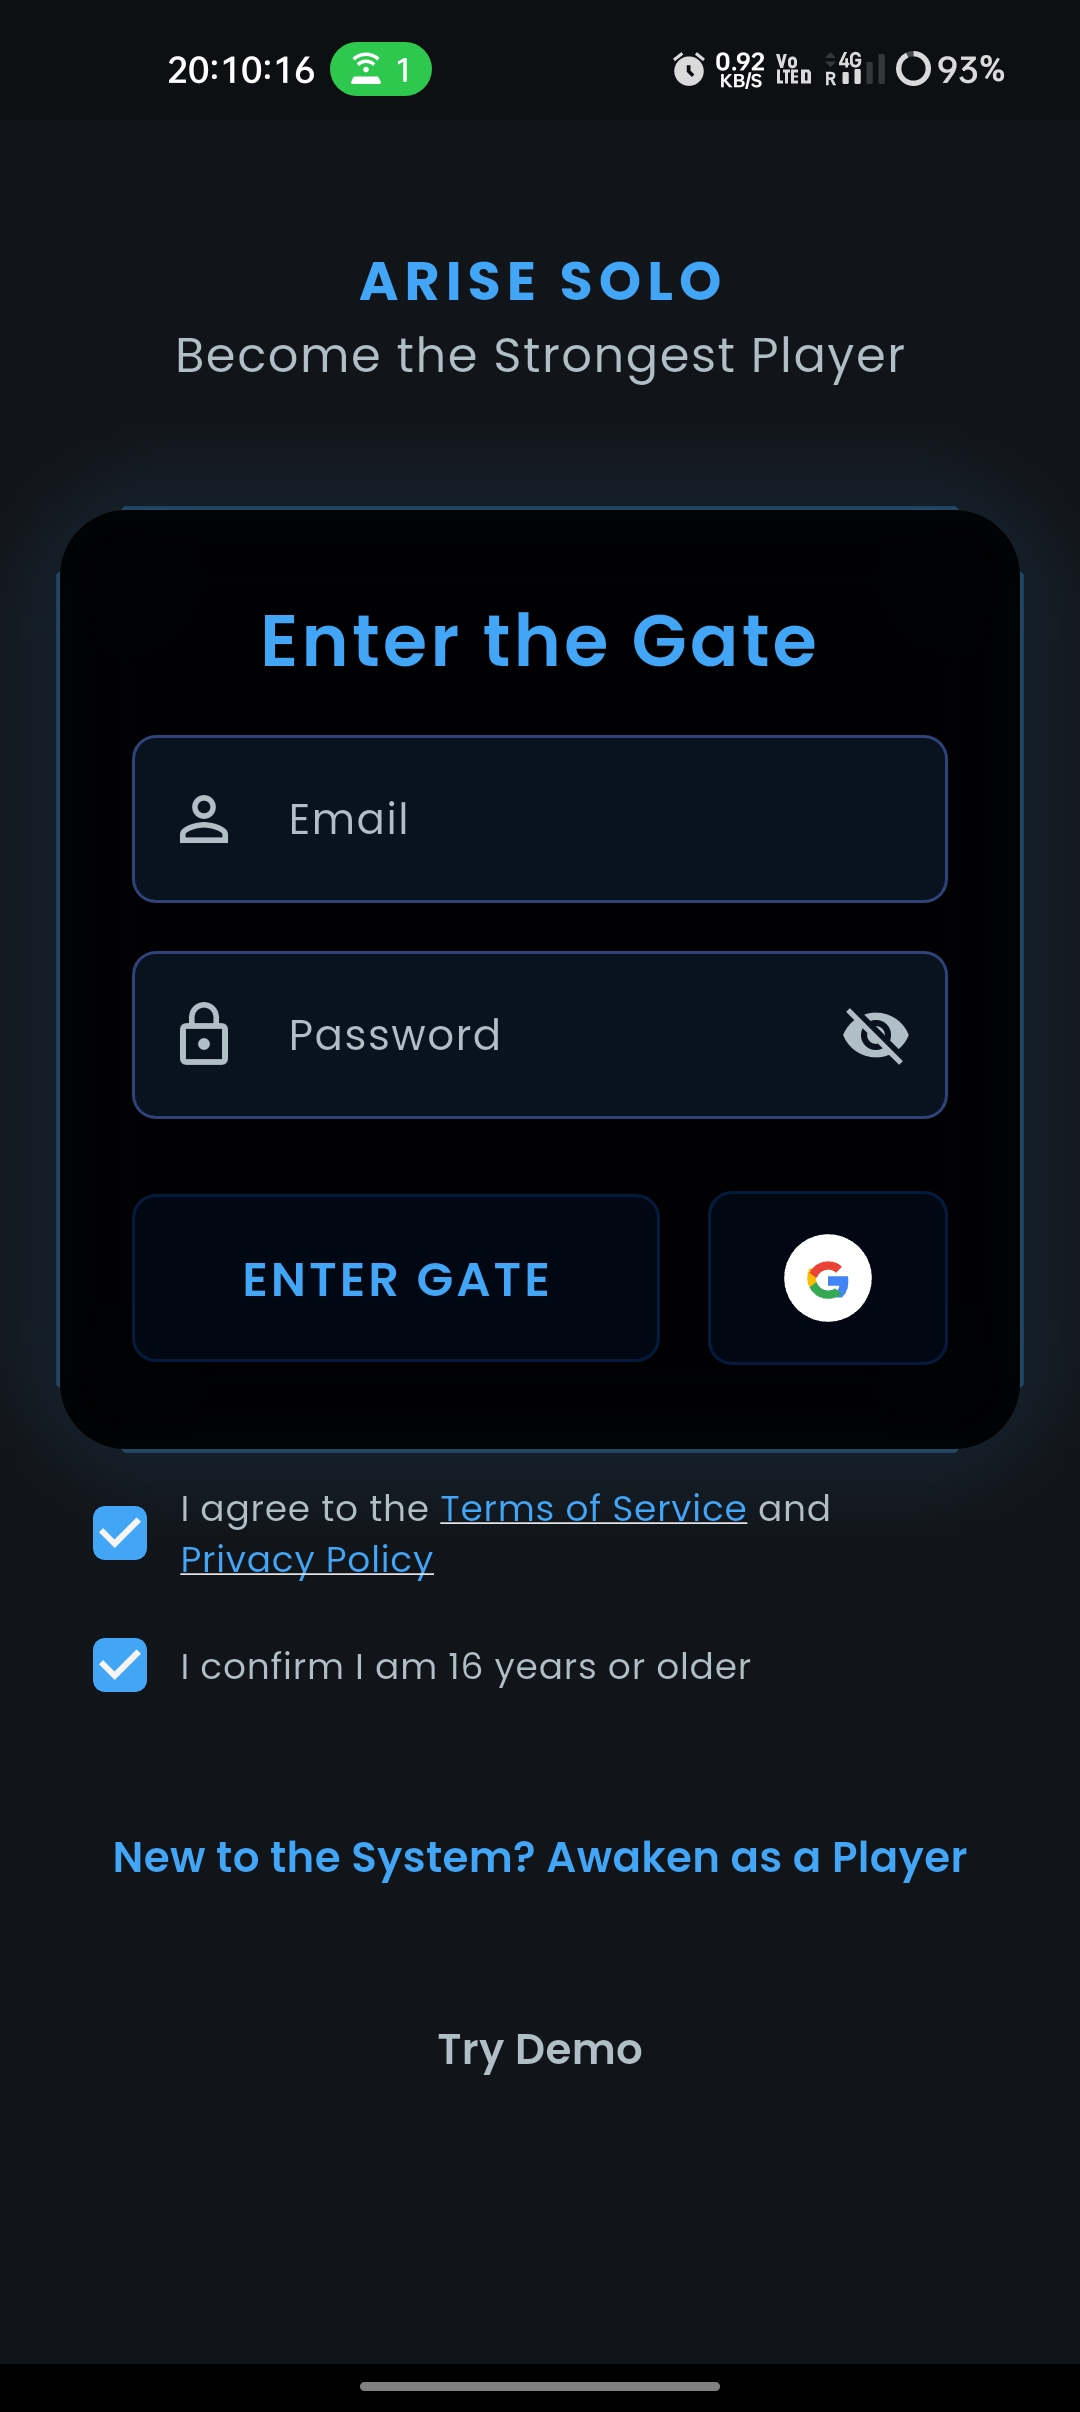 20:10:16 1 0.92 KB/S Vo LTE 4G R 93%
ARISE SOLO
Become the Strongest Player
Enter the Gate
Email
Password
ENTER GATE
I agree to the Terms of Service and
Privacy Policy
I confirm I am 16 years or older
New to the System? Awaken as a Player
Try Demo